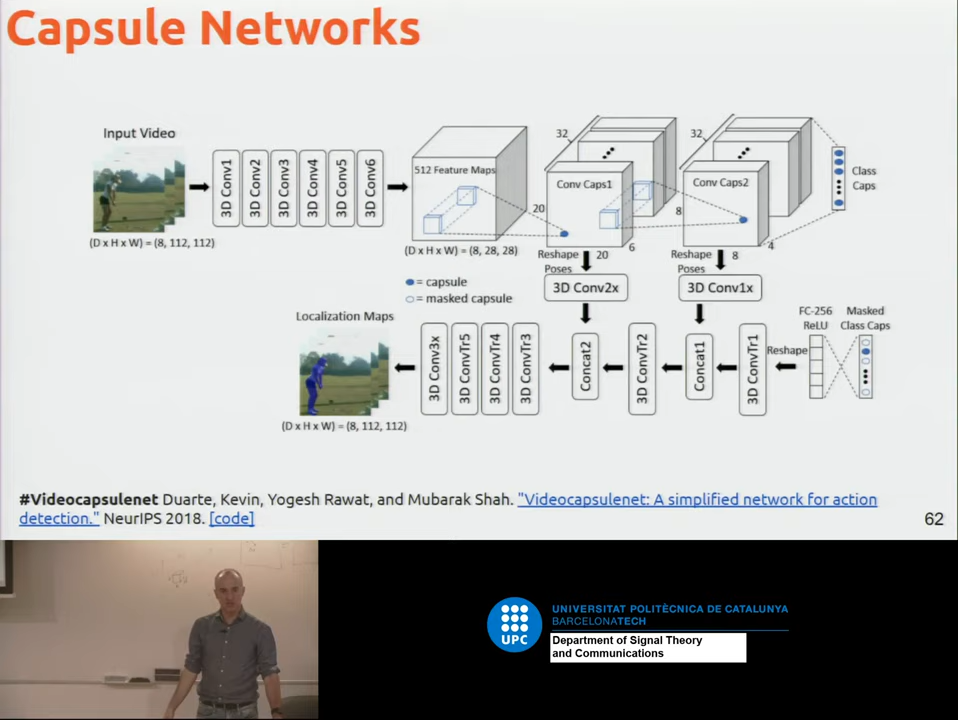 Capsule Networks
Input Video
(D x H x W) = (8, 112, 112)
3D Conv1
3D Conv2
3D Conv3
3D Conv4
3D Conv5
3D Conv6
512 Feature Maps
(D x H x W) = (8, 28, 28)
32
Conv Caps1
20
6
20
32
Conv Caps2
8
4
8
Class
Caps
Reshape
Poses
Reshape
Poses
= capsule
= masked capsule
3D Conv2x
3D Conv1x
Localization Maps
(D x H x W) = (8, 112, 112)
3D Conv3x
3D ConvTr5
3D ConvTr4
3D ConvTr3
Concat2
3D ConvTr2
Concat1
3D ConvTr1
Reshape
FC-256
ReLU
Masked
Class Caps
#Videocapsulenet Duarte, Kevin, Yogesh Rawat, and Mubarak Shah. "Videocapsulenet: A simplified network for action
detection." NeurIPS 2018. [code]
62
UPC
UNIVERSITAT POLITÈCNICA DE CATALUNYA
BARCELONATECH
Department of Signal Theory
and Communications